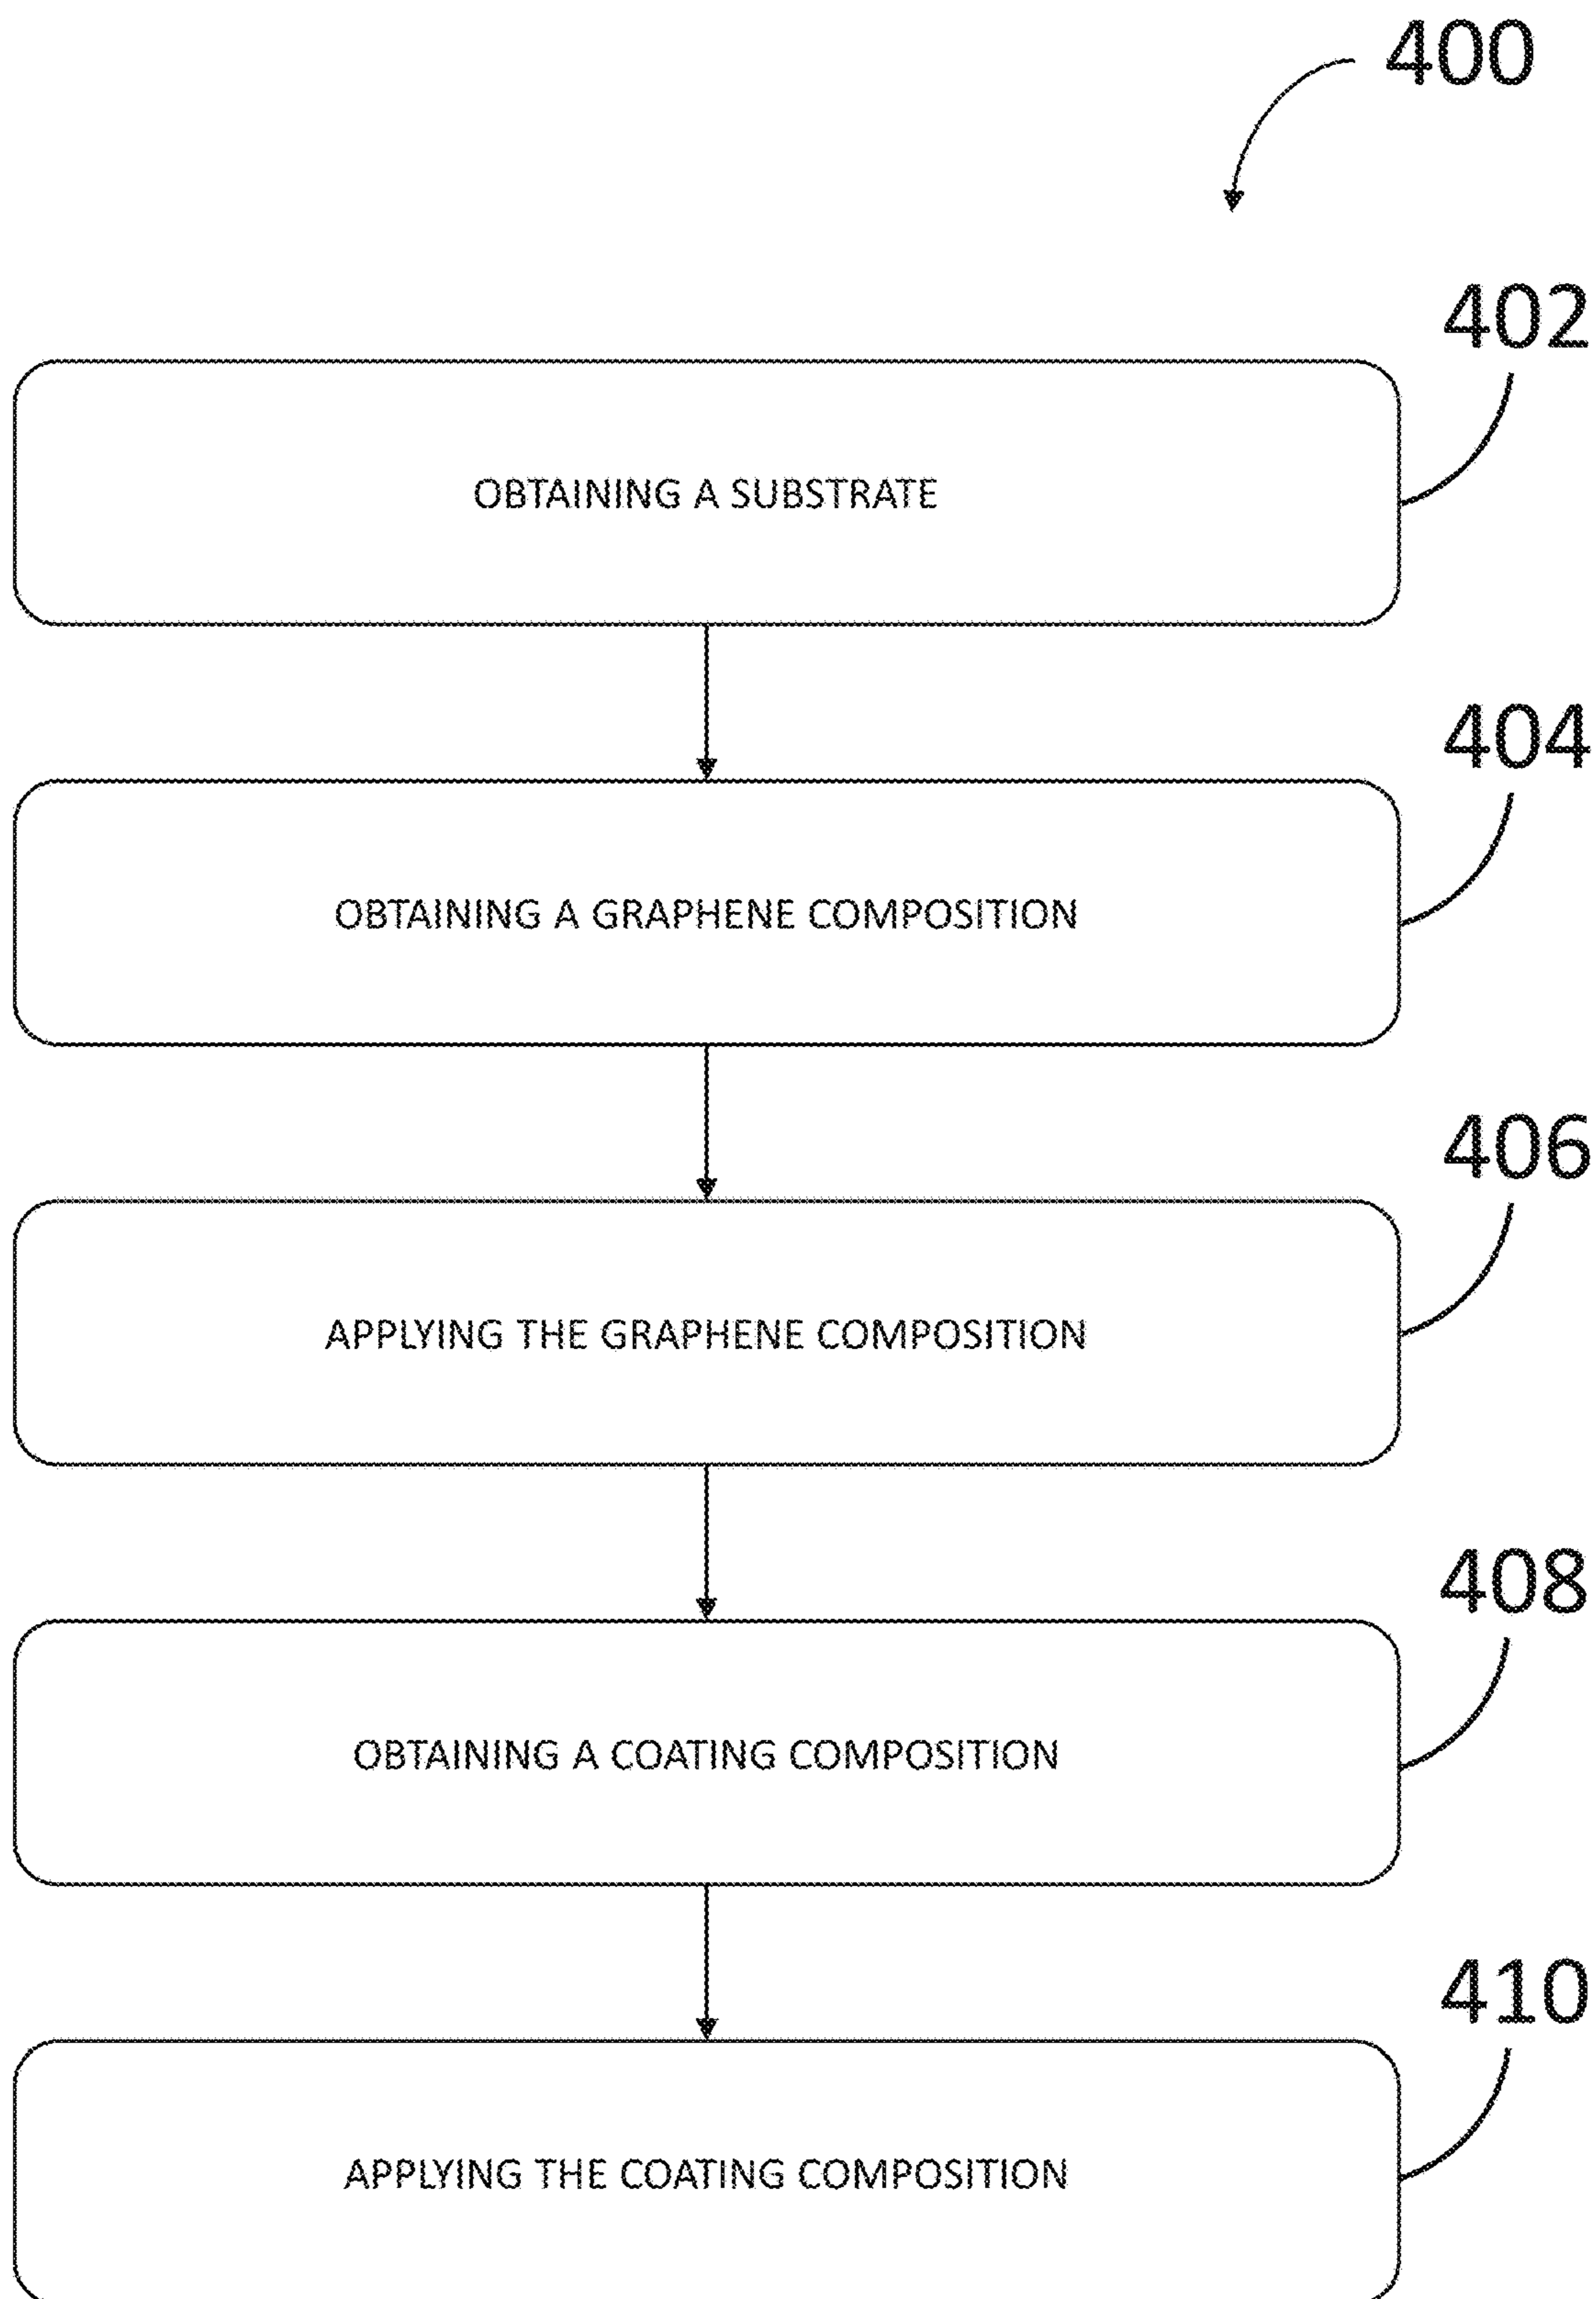 400
402
OBTAINING A SUBSTRATE
404
OBTAINING A GRAPHENE COMPOSITION
406
APPLYING THE GRAPHENE COMPOSITION
408
OBTAINING A COATING COMPOSITION
410
APPLYING THE COATING COMPOSITION